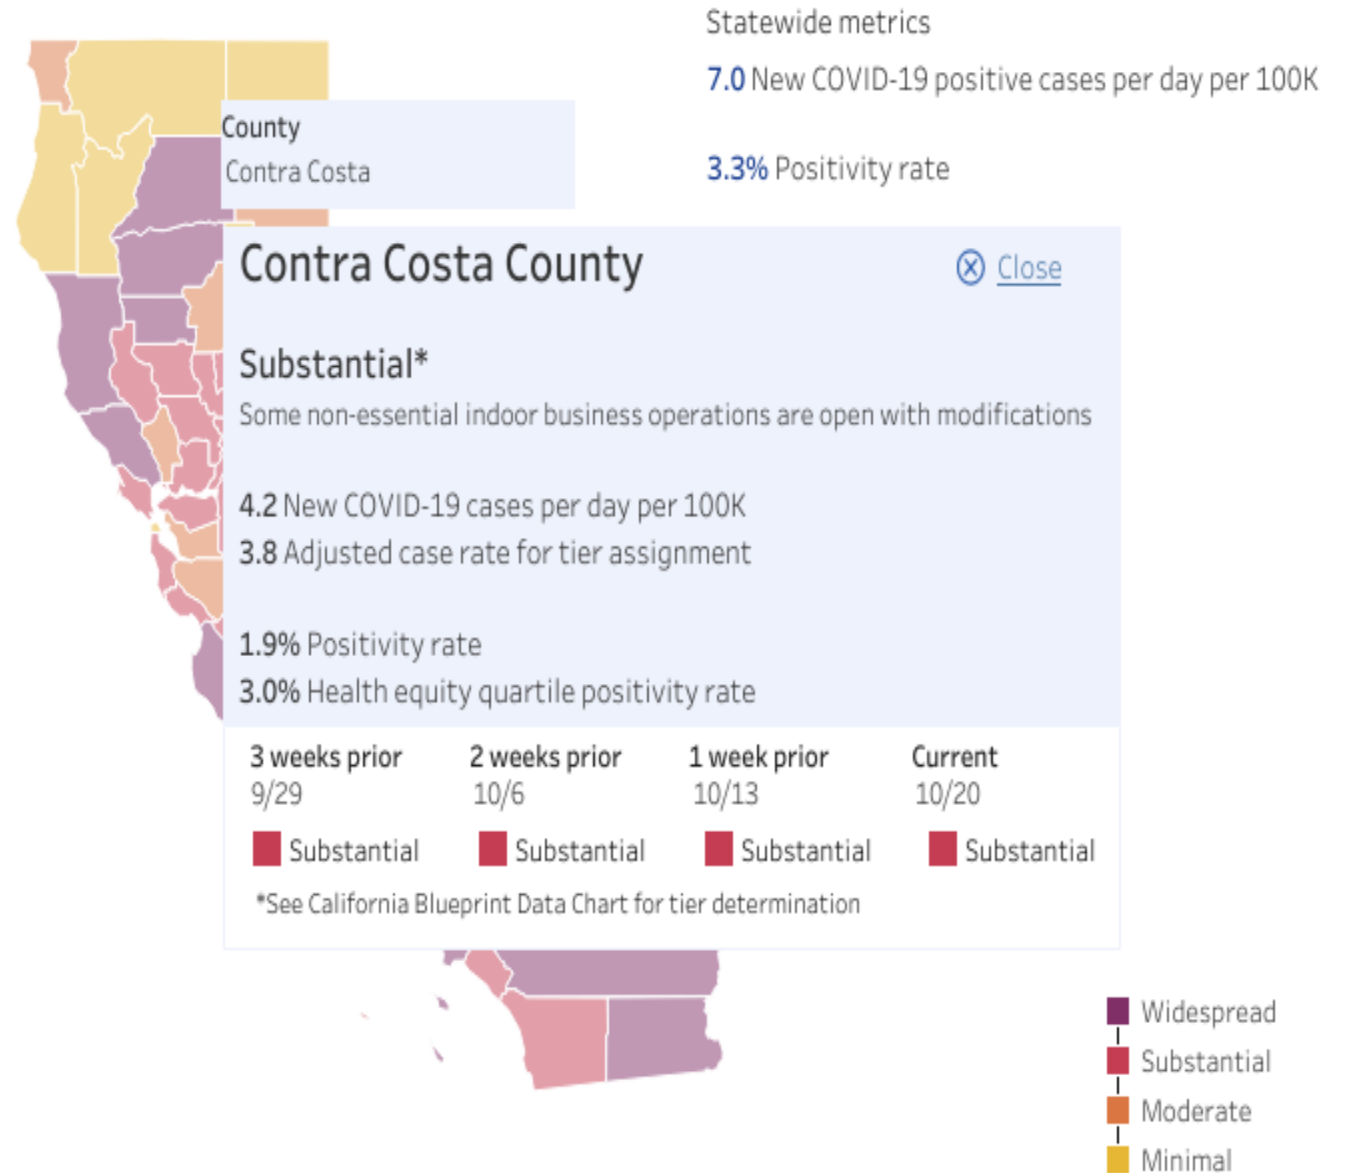 Statewide metrics
7.0 New COVID-19 positive cases per day per 100K
3.3% Positivity rate
County
Contra Costa
Contra Costa County
Close
Substantial*
Some non-essential indoor business operations are open with modifications
4.2 New COVID-19 cases per day per 100K
3.8 Adjusted case rate for tier assignment
1.9% Positivity rate
3.0% Health equity quartile positivity rate
3 weeks prior 2 weeks prior 1 week prior Current
9/29 10/6 10/13 10/20
Substantial Substantial Substantial Substantial
*See California Blueprint Data Chart for tier determination
Widespread
Substantial
Moderate
Minimal